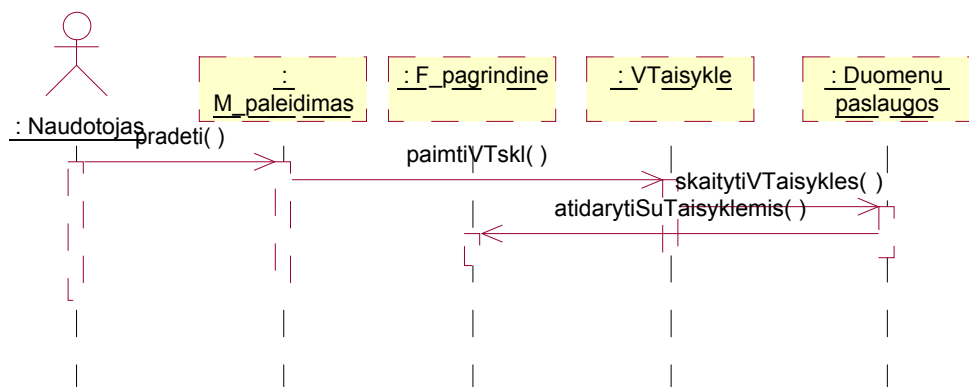 : Naudotojas
:
M_paleidimas
: F_pagrindine
: VTaisykle
: Duomenu
paslaugos
pradeti( )
paimtiVTskl( )
skaitytiVTaisykles( )
atidarytiSuTaisyklemis( )